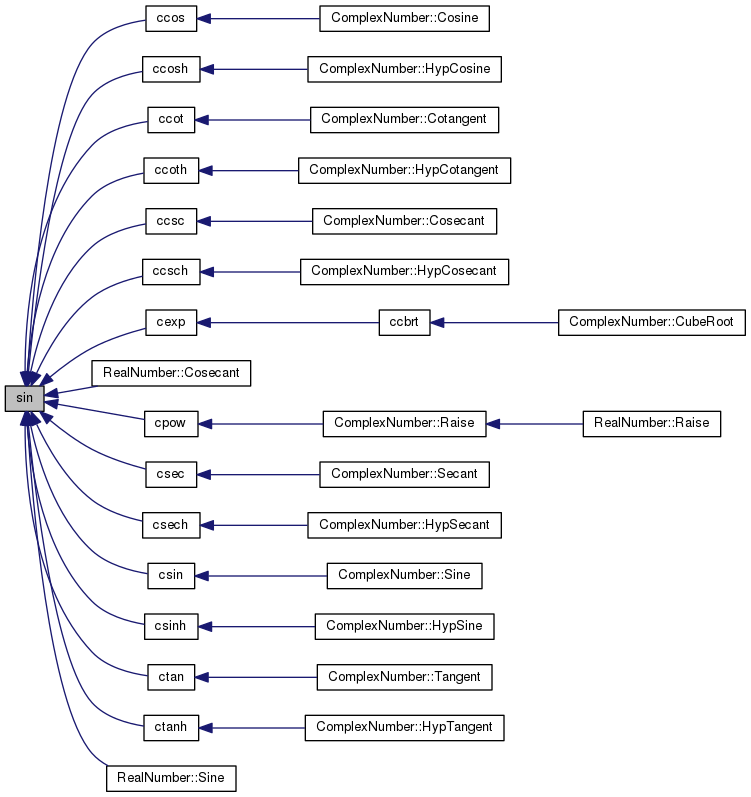 ccos
ComplexNumber::Cosine
ccosh
ComplexNumber::HypCosine
ccot
ComplexNumber::Cotangent
ccoth
ComplexNumber::HypCotangent
ccsc
ComplexNumber::Cosecant
ccsch
ComplexNumber::HypCosecant
cexp
ccbrt
ComplexNumber::CubeRoot
RealNumber::Cosecant
sin
cpow
ComplexNumber::Raise
RealNumber::Raise
csec
ComplexNumber::Secant
csech
ComplexNumber::HypSecant
csin
ComplexNumber::Sine
csinh
ComplexNumber::HypSine
ctan
ComplexNumber::Tangent
ctanh
ComplexNumber::HypTangent
RealNumber::Sine